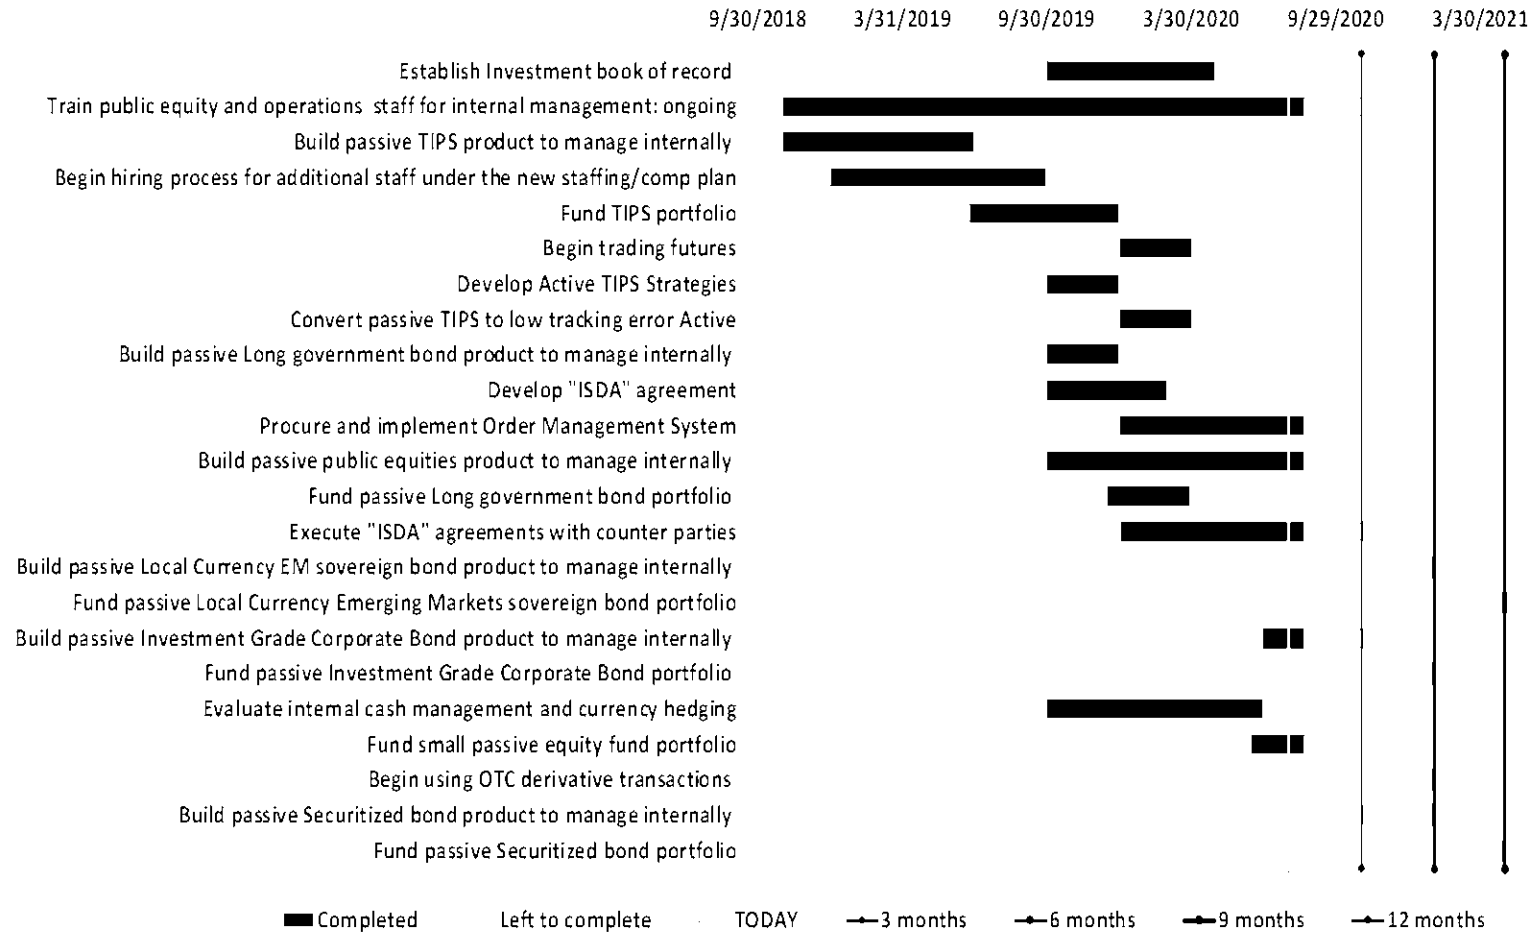 9/30/2018 3/31/2019 9/30/2019 3/30/2020 9/29/2020 3/30/2021
Establish Investment book of record
Train public equity and operations staff for internal management: ongoing
Build passive TIPS product to manage internally
Begin hiring process for additional staff under the new staffing/comp plan
Fund TIPS portfolio
Begin trading futures
Develop Active TIPS Strategies
Convert passive TIPS to low tracking error Active
Build passive Long government bond product to manage internally
Develop "ISDA" agreement
Procure and implement Order Management System
Build passive public equities product to manage internally
Fund passive Long government bond portfolio
Execute "ISDA" agreements with counter parties
Build passive Local Currency EM sovereign bond product to manage internally
Fund passive Local Currency Emerging Markets sovereign bond portfolio
Build passive Investment Grade Corporate Bond product to manage internally
Fund passive Investment Grade Corporate Bond portfolio
Evaluate internal cash management and currency hedging
Fund small passive equity fund portfolio
Begin using OTC derivative transactions
Build passive Securitized bond product to manage internally
Fund passive Securitized bond portfolio
Completed Left to complete TODAY 3 months 6 months 9 months 12 months